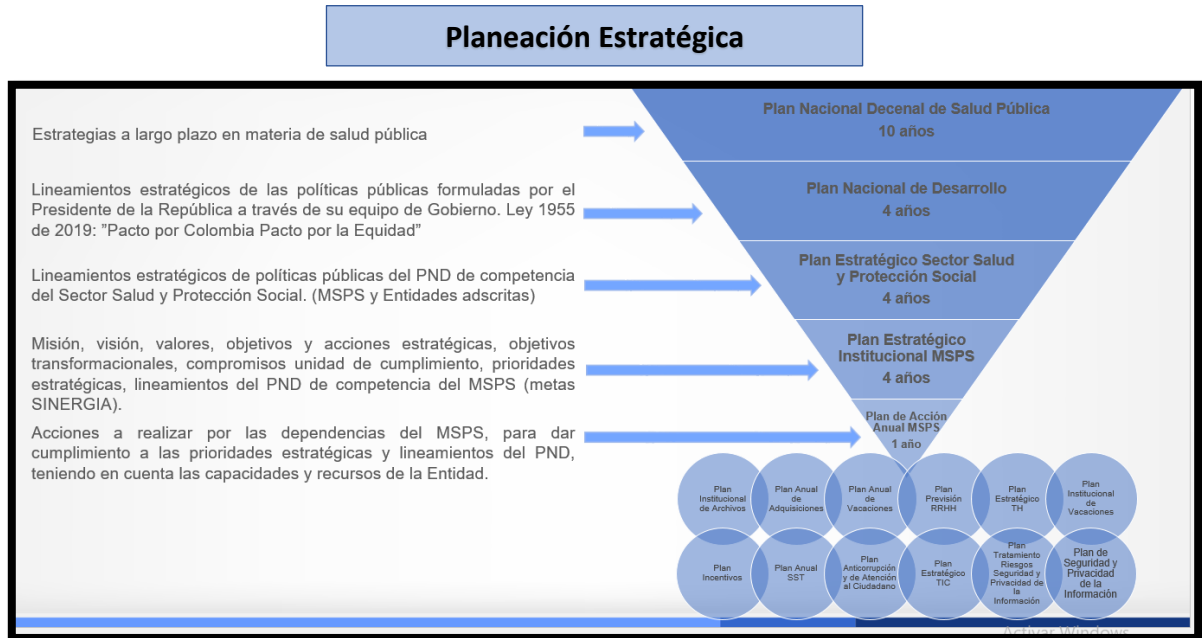 Planeación Estratégica
Estrategias a largo plazo en materia de salud pública
Plan Nacional Decenal de Salud Pública
10 años
Lineamientos estratégicos de las políticas públicas formuladas por el
Presidente de la República a través de su equipo de Gobierno. Ley 1955
de 2019: ”Pacto por Colombia Pacto por la Equidad”
Plan Nacional de Desarrollo
4 años
Lineamientos estratégicos de políticas públicas del PND de competencia
del Sector Salud y Protección Social. (MSPS y Entidades adscritas)
Plan Estratégico Sector Salud
y Protección Social
4 años
Misión, visión, valores, objetivos y acciones estratégicas, objetivos
transformacionales, compromisos unidad de cumplimiento, prioridades
estratégicas, lineamientos del PND de competencia del MSPS (metas
SINERGIA).
Plan Estratégico
Institucional MSPS
4 años
Acciones a realizar por las dependencias del MSPS, para dar
cumplimiento a las prioridades estratégicas y lineamientos del PND,
teniendo en cuenta las capacidades y recursos de la Entidad.
Plan de Acción
Anual MSPS
1 año
Plan
Institucional
de Archivos
Plan Anual
de
Adquisiciones
Plan Anual
de
Vacaciones
Plan
Previsión
RRHH
Plan
Estratégico
TH
Plan
Institucional
de
Vacaciones
Plan
Incentivos
Plan Anual
SST
Plan
Anticorrupción
y de Atención
al Ciudadano
Plan
Estratégico
TIC
Plan
Tratamiento
Riesgos
Seguridad y
Privacidad de
la
Información
Plan de
Seguridad y
Privacidad
de la
Información
Activar Windows